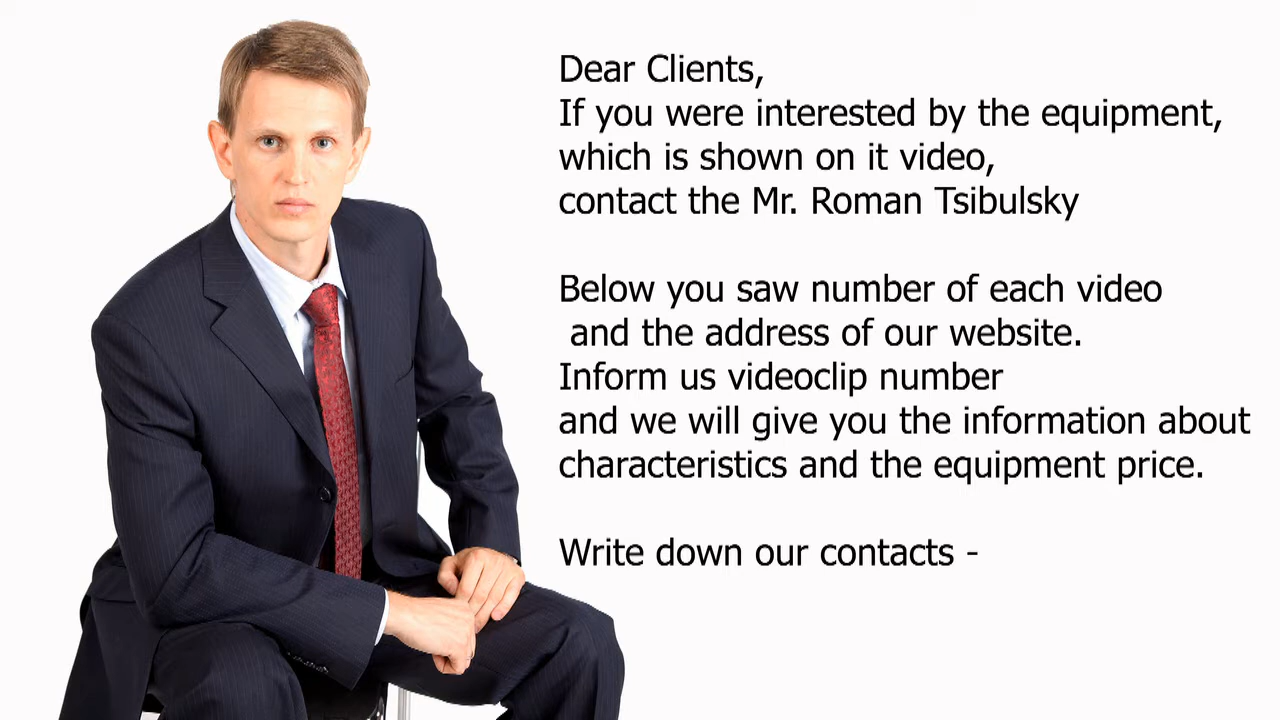 Dear Clients,
If you were interested by the equipment,
which is shown on it video,
contact the Mr. Roman Tsibulsky
Below you saw number of each video
and the address of our website.
Inform us videoclip number
and we will give you the information about
characteristics and the equipment price.
Write down our contacts -